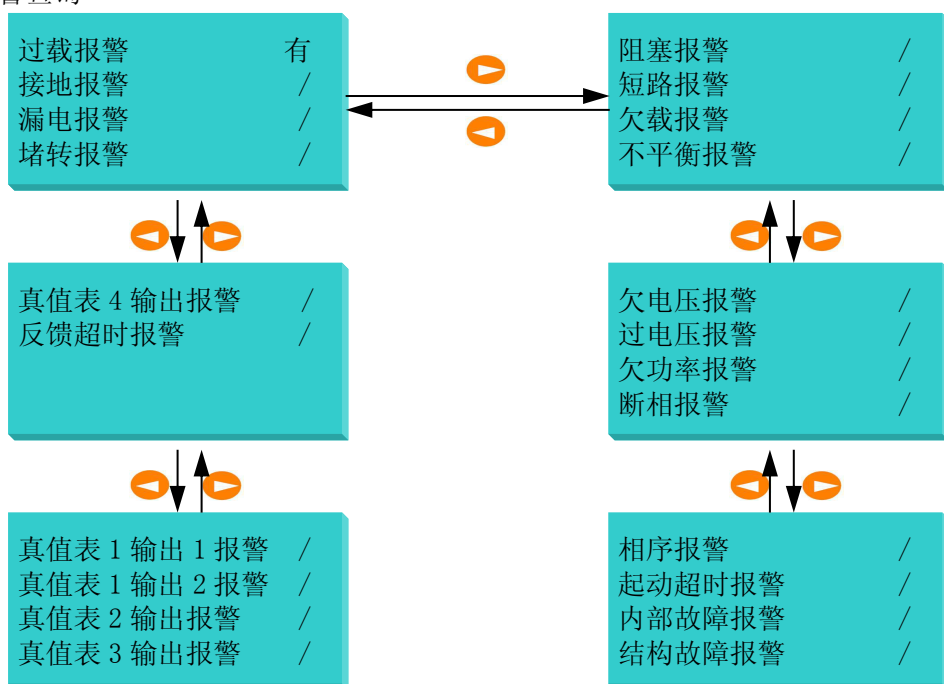 过载报警 有
接地报警 /
漏电报警 /
堵转报警 /
阻塞报警 /
短路报警 /
欠载报警 /
不平衡报警 /
真值表 4 输出报警 /
反馈超时报警 /
欠电压报警 /
过电压报警 /
欠功率报警 /
断相报警 /
真值表 1 输出 1 报警 /
真值表 1 输出 2 报警 /
真值表 2 输出报警 /
真值表 3 输出报警 /
相序报警 /
起动超时报警 /
内部故障报警 /
结构故障报警 /